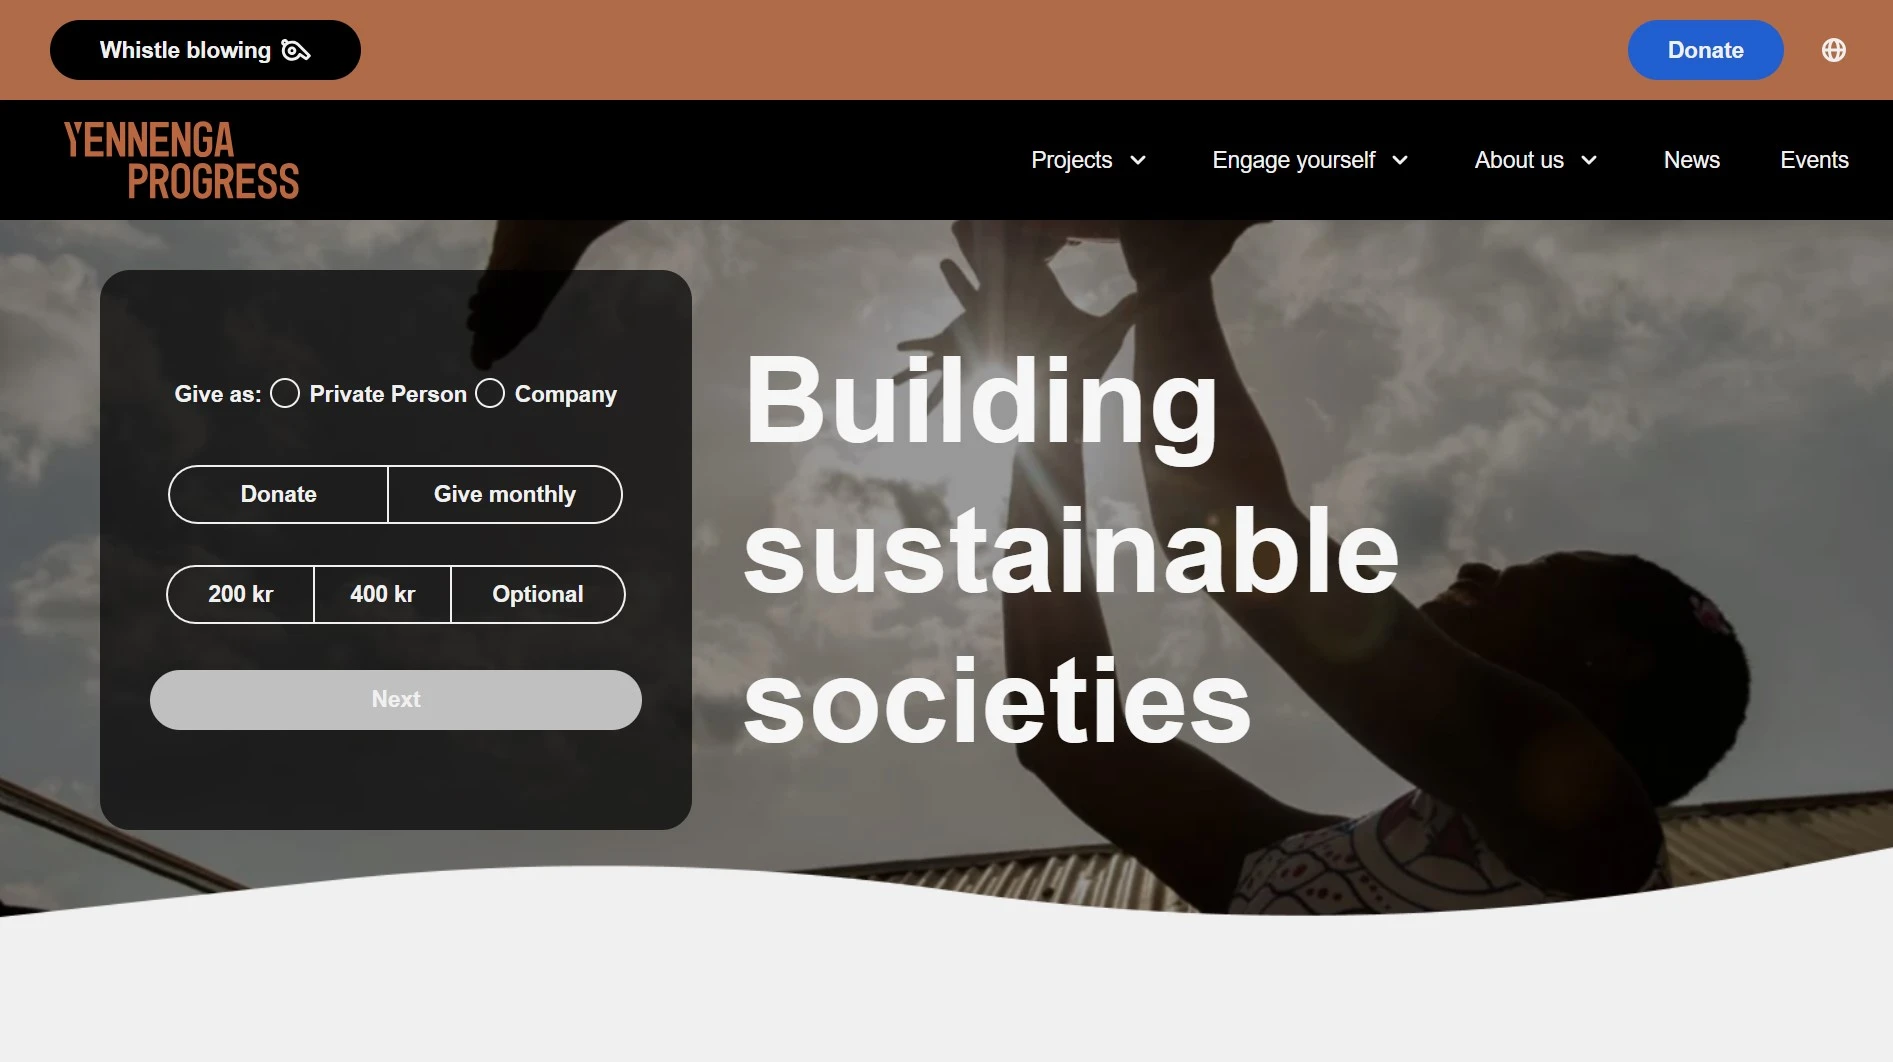 Whistle blowing
Donate
YENNENGA
PROGRESS
Projects
Engage yourself
About us
News
Events
Give as: Private Person Company
Donate Give monthly
200 kr 400 kr Optional
Next
Building
sustainable
societies